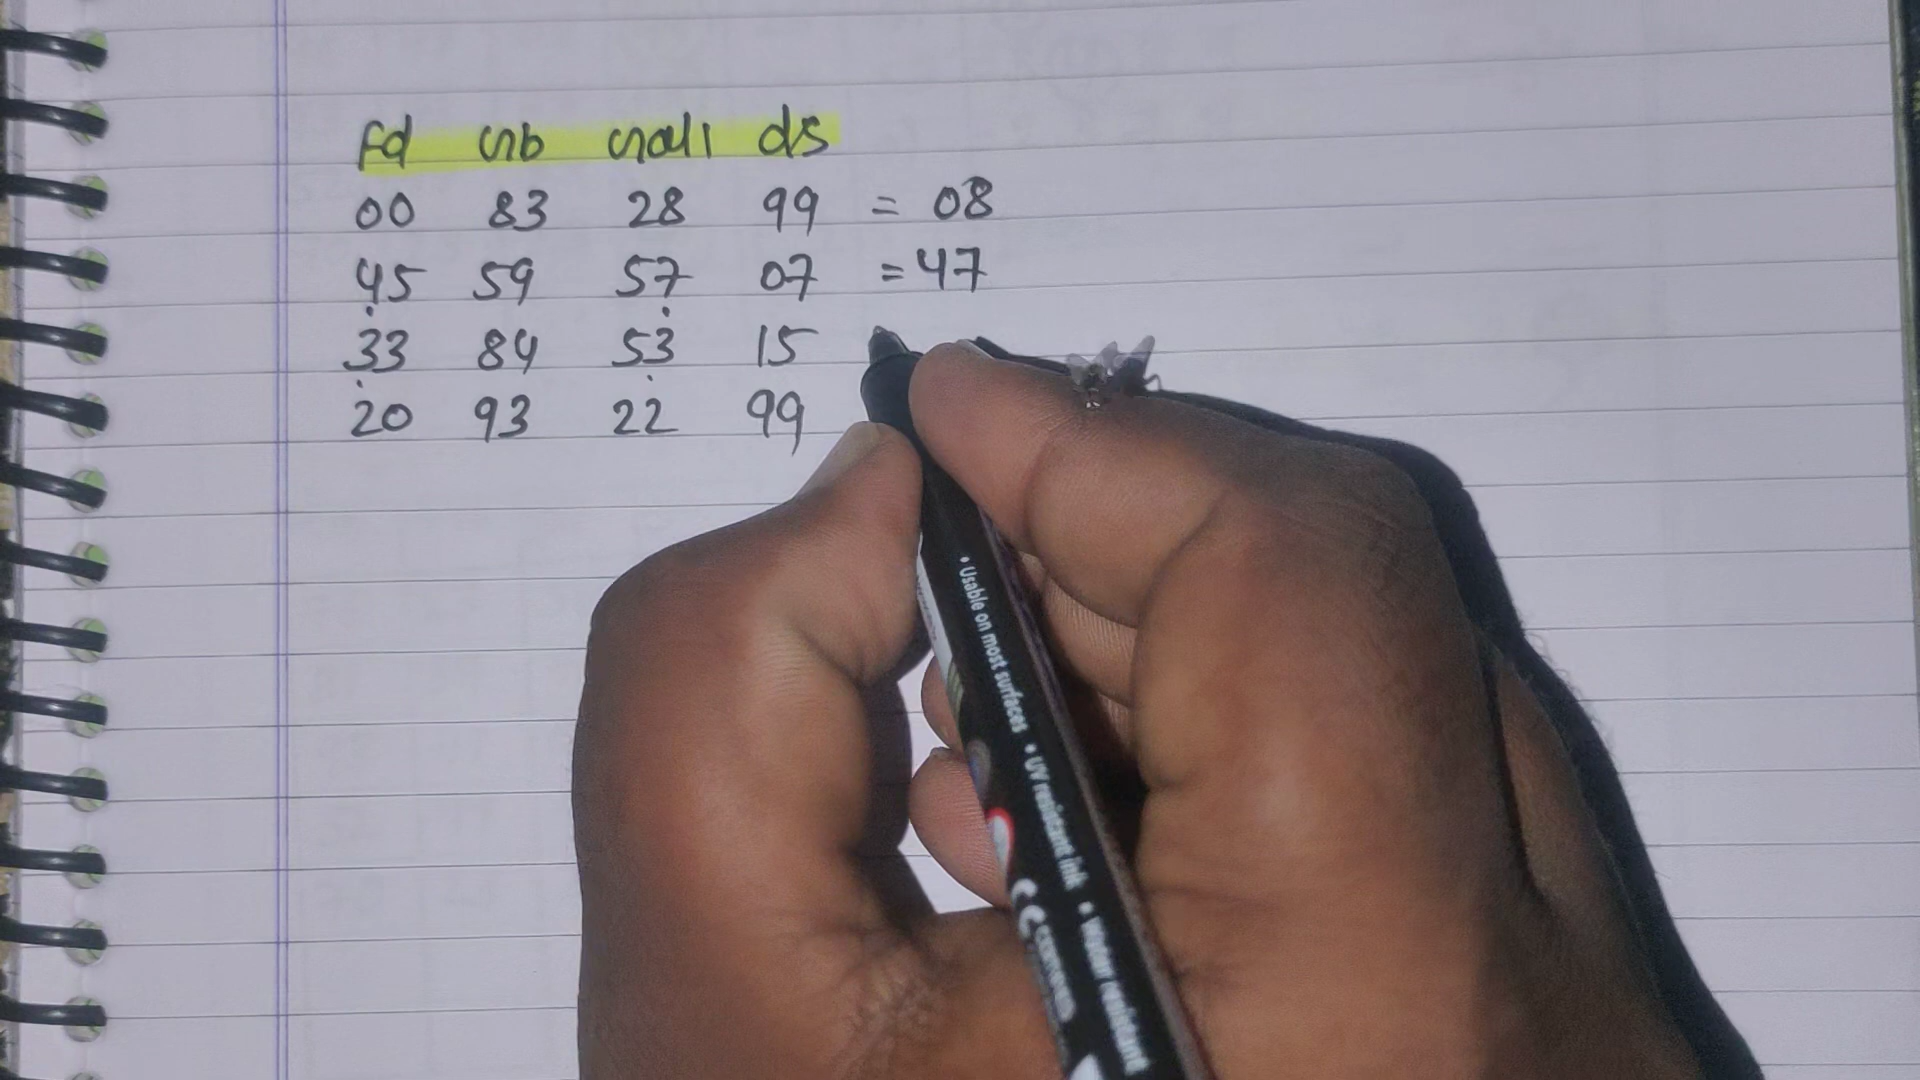 Fd GB Gali ds
00 83 28 99 = 08
45 59 57 07 = 47
33 84 53 15
20 93 22 99
• Usable on most surfaces • UV resistant ink • Water resistant
CE